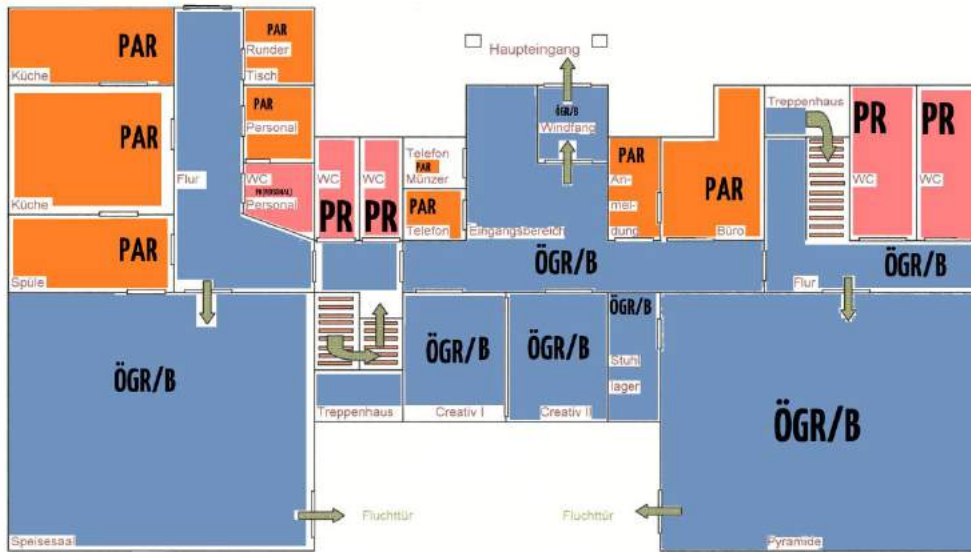 PAR
Küche
PAR
Runder
Tisch
Haupteingang
PAR
Küche
PAR
Personal
Flur
WC
PR (PERSONAL)
Personal
WC
PR
WC
PR
Telefon
PAR
Münzer
PAR
Telefon
ÖGR/B
Windfang
Eingangsbereich
PAR
An-
mel-
dung
PAR
Büro
Treppenhaus
PR
WC
PR
WC
PAR
Spüle
ÖGR/B
ÖGR/B
Flur
ÖGR/B
Speisesaal
Treppenhaus
ÖGR/B
Creativ I
ÖGR/B
Creativ II
ÖGR/B
Stuhl
lager
ÖGR/B
Pyramide
Fluchttür
Fluchttür